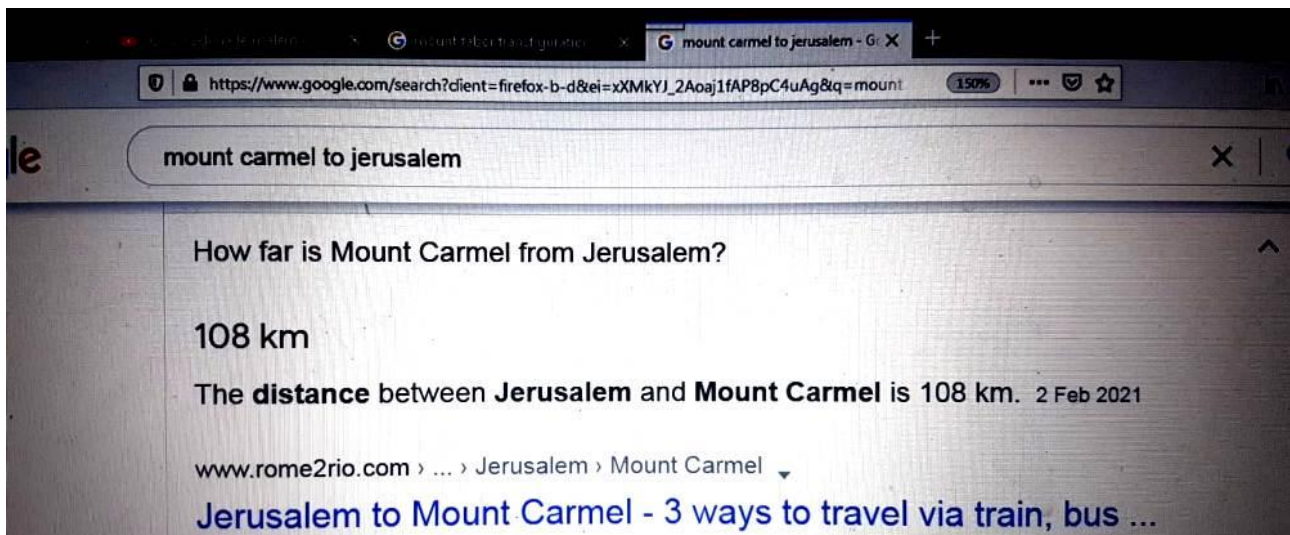 mount carmel to jerusalem - G
https://www.google.com/search?client=firefox-b-d&ei=xXMkYJ_2Aoaj1fAP8pC4uAg&q=mount 150%
le mount carmel to jerusalem
How far is Mount Carmel from Jerusalem?
108 km
The distance between Jerusalem and Mount Carmel is 108 km. 2 Feb 2021
www.rome2rio.com › ... › Jerusalem › Mount Carmel
Jerusalem to Mount Carmel - 3 ways to travel via train, bus ...